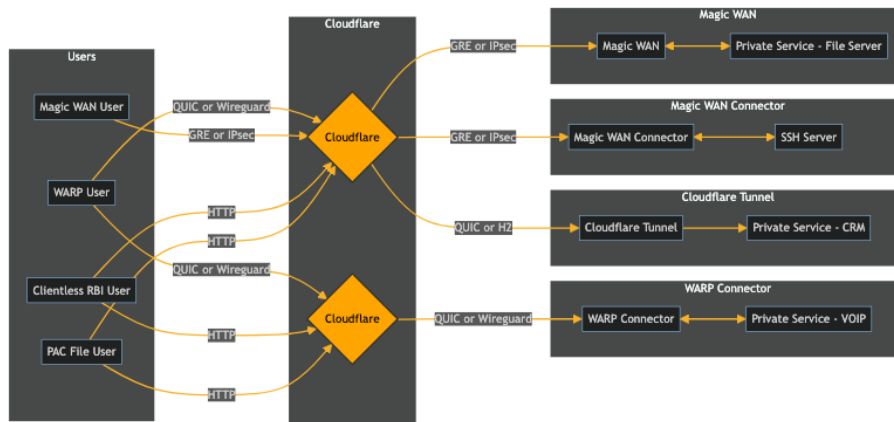 Users
Magic WAN User
WARP User
Clientless RBI User
PAC File User
QUIC or Wireguard
GRE or IPsec
HTTP
HTTP
QUIC or Wireguard
HTTP
HTTP
Cloudflare
Cloudflare
Cloudflare
GRE or IPsec
GRE or IPsec
QUIC or H2
QUIC or Wireguard
Magic WAN
Magic WAN
Private Service - File Server
Magic WAN Connector
Magic WAN Connector
SSH Server
Cloudflare Tunnel
Cloudflare Tunnel
Private Service - CRM
WARP Connector
WARP Connector
Private Service - VOIP